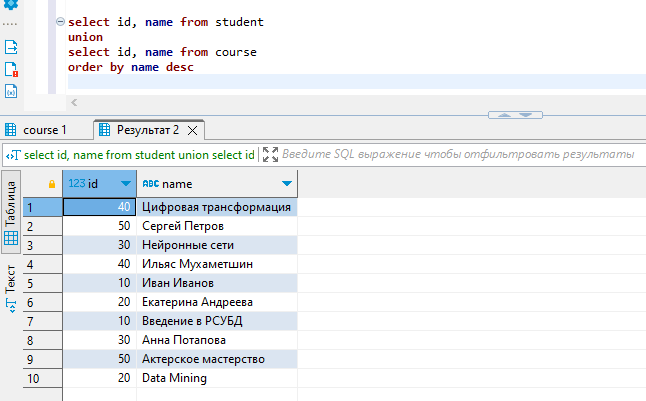 select id, name from student
union
select id, name from course
order by name desc
course 1
Результат 2
select id, name from student union select id
Введите SQL выражение чтобы отфильтровать результаты
Таблица
Текст
123 id
ABC name
1 40 Цифровая трансформация
2 50 Сергей Петров
3 30 Нейронные сети
4 40 Ильяс Мухаметшин
5 10 Иван Иванов
6 20 Екатерина Андреева
7 10 Введение в РСУБД
8 30 Анна Потапова
9 50 Актерское мастерство
10 20 Data Mining